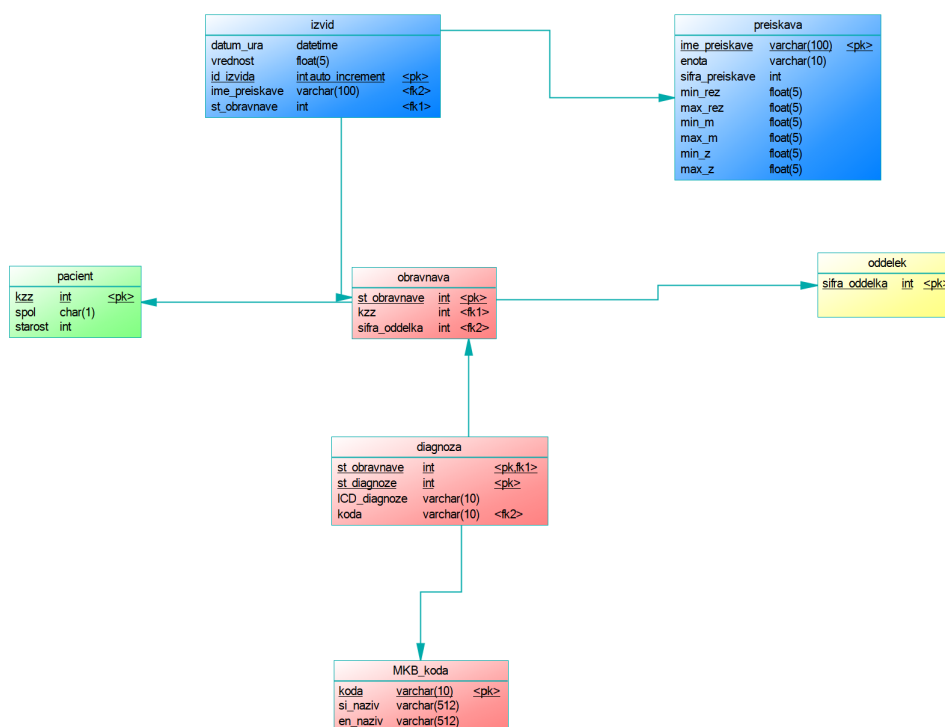 izvid
datum_ura datetime
vrednost float(5)
id_izvida int auto_increment <pk>
ime_preiskave varchar(100) <fk2>
st_obravnave int <fk1>
preiskava
ime_preiskave varchar(100) <pk>
enota varchar(10)
sifra_preiskave int
min_rez float(5)
max_rez float(5)
min_m float(5)
max_m float(5)
min_z float(5)
max_z float(5)
pacient
kzz int <pk>
spol char(1)
starost int
obravnava
st_obravnave int <pk>
kzz int <fk1>
sifra_oddelka int <fk2>
oddelek
sifra_oddelka int <pk>
diagnoza
st_obravnave int <pk,fk1>
st_diagnoze int <pk>
ICD_diagnoze varchar(10)
koda varchar(10) <fk2>
MKB_koda
koda varchar(10) <pk>
si_naziv varchar(512)
en_naziv varchar(512)